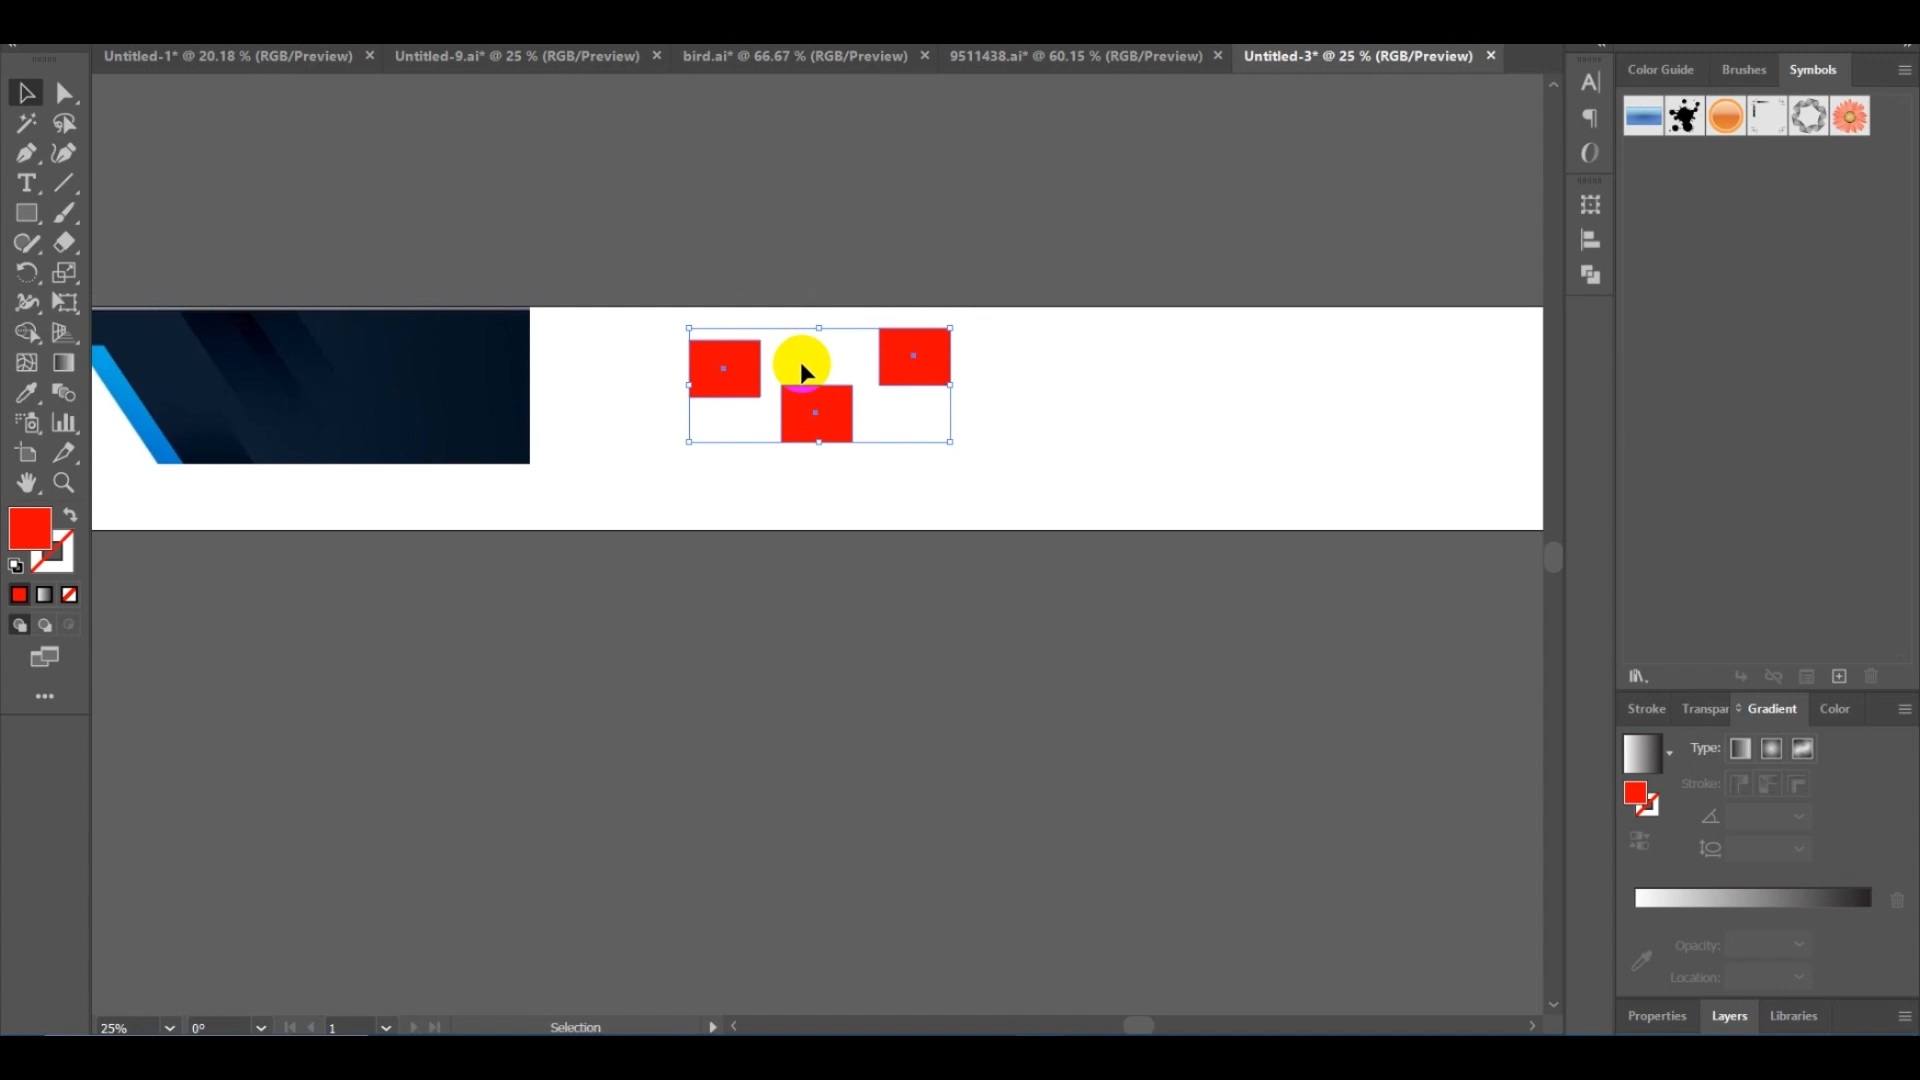 Untitled-1* @ 20.18 % (RGB/Preview) Untitled-9.ai* @ 25 % (RGB/Preview) bird.ai* @ 66.67 % (RGB/Preview) 9511438.ai* @ 60.15 % (RGB/Preview) Untitled-3* @ 25 % (RGB/Preview)
Color Guide Brushes Symbols
Stroke Transpar Gradient Color
Type:
Stroke:
Opacity:
Location:
Properties Layers Libraries
25% 0° 1 Selection